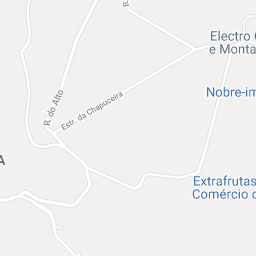 Electro
e Monta
Nobre-im
R. do Alto
Estr. da Chapuceira
A
Extrafrutas
Comércio d